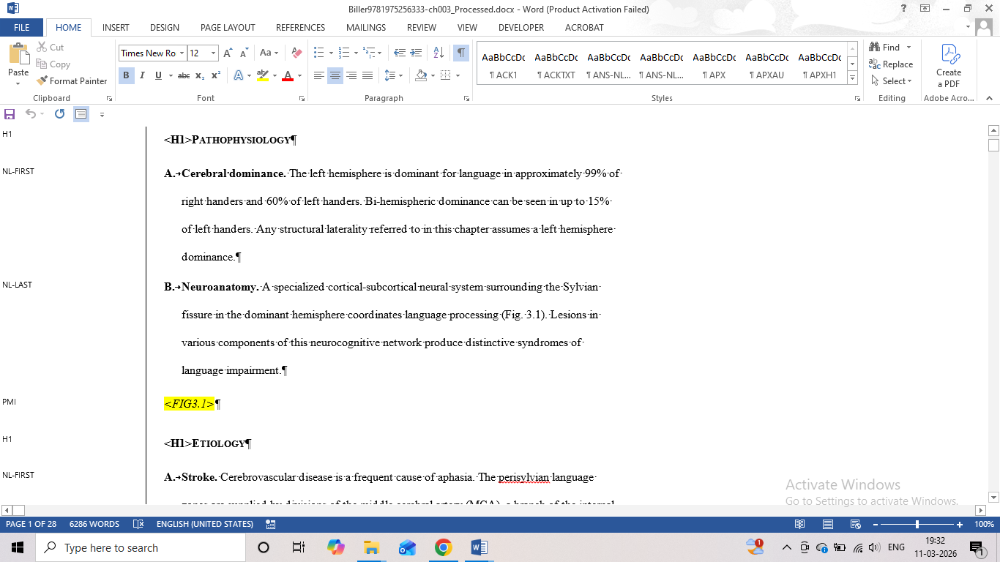 Biller9781975256333-ch003_Processed.docx - Word (Product Activation Failed)
FILE HOME INSERT DESIGN PAGE LAYOUT REFERENCES MAILINGS REVIEW VIEW DEVELOPER ACROBAT
Paste
Cut
Copy
Format Painter
Clipboard
Times New Ro 12
Font
Paragraph
AaBbCcDc AaBbCcDc AaBbCcDc AaBbCcDc AaBbCcDc AaBbCcDc AaBbCcDc
¶ ACK1 ¶ ACKTXT ¶ ANS-NL... ¶ ANS-NL... ¶ APX ¶ APXAU ¶ APXH1
Styles
Find
Replace
Select
Editing
Create
a PDF
Adobe Acro...
H1 <H1>PATHOPHYSIOLOGY¶
NL-FIRST A. Cerebral dominance. The left hemisphere is dominant for language in approximately 99% of
right handers and 60% of left handers. Bi-hemispheric dominance can be seen in up to 15%
of left handers. Any structural laterality referred to in this chapter assumes a left hemisphere
dominance.¶
NL-LAST B. Neuroanatomy. A specialized cortical-subcortical neural system surrounding the Sylvian
fissure in the dominant hemisphere coordinates language processing (Fig. 3.1). Lesions in
various components of this neurocognitive network produce distinctive syndromes of
language impairment.¶
PMI <FIG3.1>¶
H1 <H1>ETIOLOGY¶
NL-FIRST A. Stroke. Cerebrovascular disease is a frequent cause of aphasia. The perisylvian language
zones are supplied by divisions of the middle cerebral artery (MCA), a branch of the internal
Activate Windows
Go to Settings to activate Windows.
PAGE 1 OF 28 6286 WORDS ENGLISH (UNITED STATES) 100%
Type here to search
1
ENG
19:32
11-03-2026
1